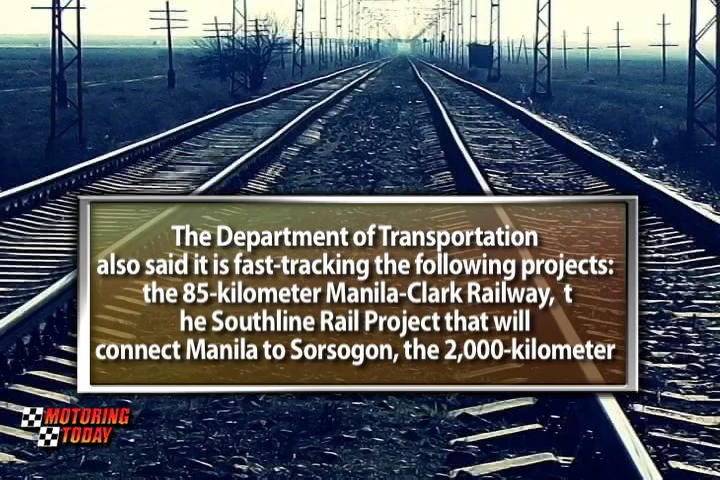 The Department of Transportation
also said it is fast-tracking the following projects:
the 85-kilometer Manila-Clark Railway,  t
he Southline Rail Project that will
connect Manila to Sorsogon, the 2,000-kilometer
MOTORING
TODAY